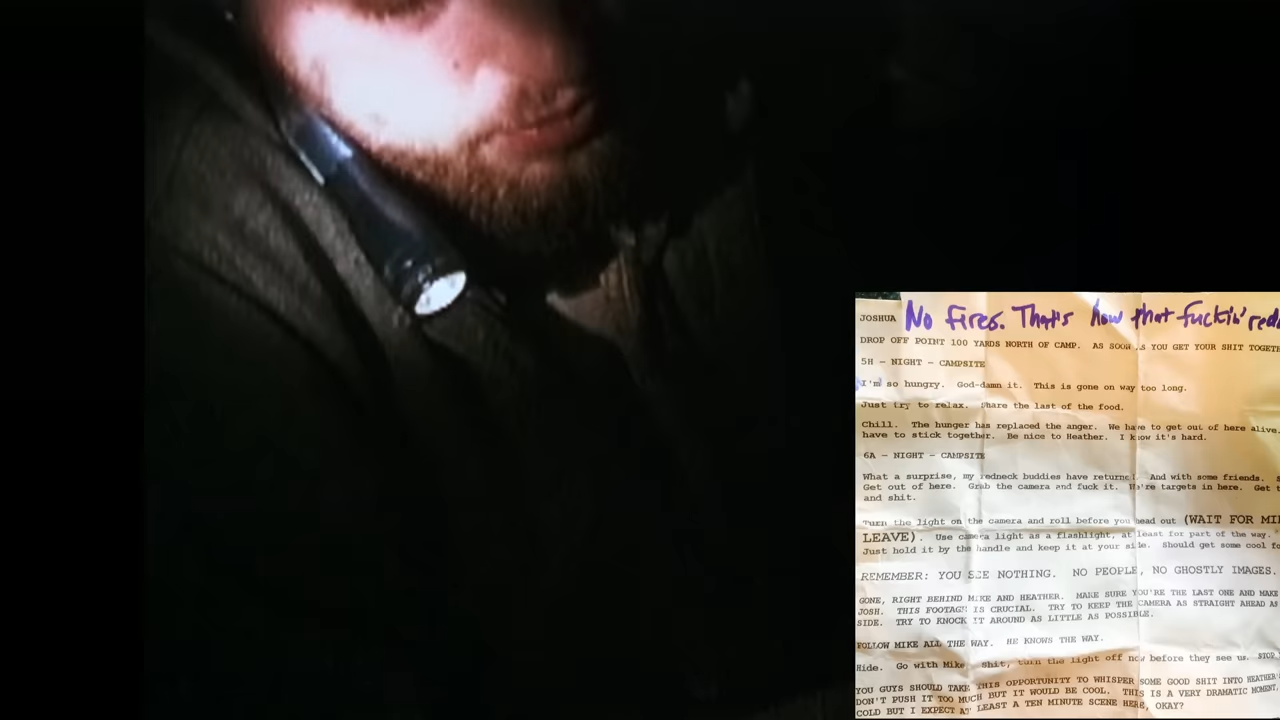 JOSHUA No fires. That's how that fuckin'
DROP OFF POINT 100 YARDS NORTH OF CAMP. AS SOON AS YOU GET YOUR SHIT
5H - NIGHT - CAMPSITE
I'm so hungry. God-damn it. This is gone on way too long.
Just try to relax. Share the last of the food.
Chill. The hunger has replaced the anger. We have to get out of here alive.
have to stick together. Be nice to Heather. I know it's hard.
6A - NIGHT - CAMPSITE
What a surprise, my redneck buddies have returned. And with some friends.
Get out of here. Grab the camera and fuck it. We're targets in here. Get
and shit.
Turn the light on the camera and roll before you head out (WAIT FOR
LEAVE). Use camera light as a flashlight, at least for part of the way.
Just hold it by the handle and keep it at your side. Should get some cool
REMEMBER: YOU SEE NOTHING. NO PEOPLE, NO GHOSTLY IMAGES.
GONE, RIGHT BEHIND MIKE AND HEATHER. MAKE SURE YOU'RE THE LAST ONE AND MAKE
JOSH. THIS FOOTAGE IS CRUCIAL. TRY TO KEEP THE CAMERA AS STRAIGHT AHEAD AS
SIDE. TRY TO KNOCK IT AROUND AS LITTLE AS POSSIBLE.
FOLLOW MIKE ALL THE WAY. HE KNOWS THE WAY.
Hide. Go with Mike. Shit, turn the light off now before they see us. STOP
YOU GUYS SHOULD TAKE THIS OPPORTUNITY TO WHISPER SOME GOOD SHIT INTO HEATHER
DON'T PUSH IT TOO MUCH BUT IT WOULD BE COOL. THIS IS A VERY DRAMATIC MOMENT.
COLD BUT I EXPECT AT LEAST A TEN MINUTE SCENE HERE, OKAY?